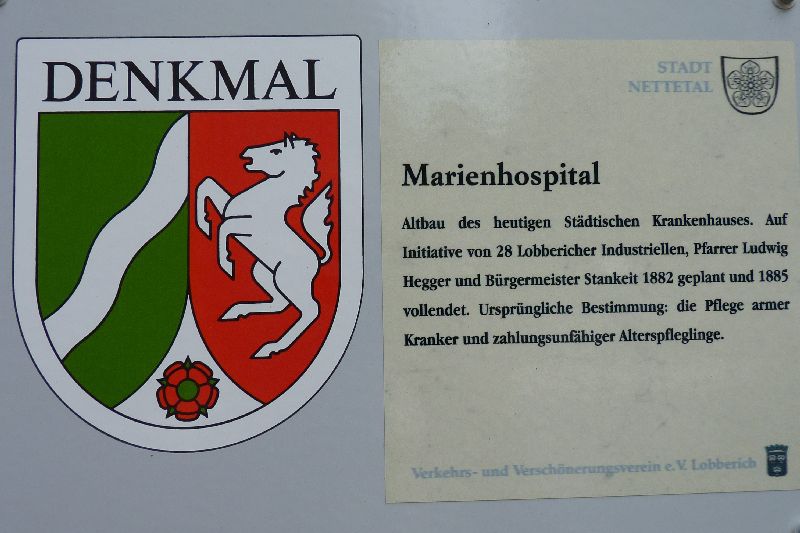 DENKMAL
STADT
NETTETAL
Marienhospital
Altbau des heutigen Städtischen Krankenhauses. Auf
Initiative von 28 Lobbericher Industriellen, Pfarrer Ludwig
Hegger und Bürgermeister Stankeit 1882 geplant und 1885
vollendet. Ursprüngliche Bestimmung: die Pflege armer
Kranker und zahlungsunfähiger Alterspfleglinge.
Verkehrs- und Verschönerungsverein e.V. Lobberich